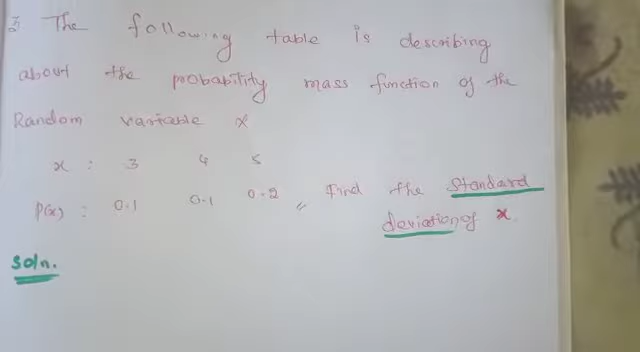 3 The following table is describing
about the probability mass function of the
Random variable x
x : 3 4 5
P(x) : 0.1 0.1 0.2 ,, Find the standard
deviation of x.
Soln.